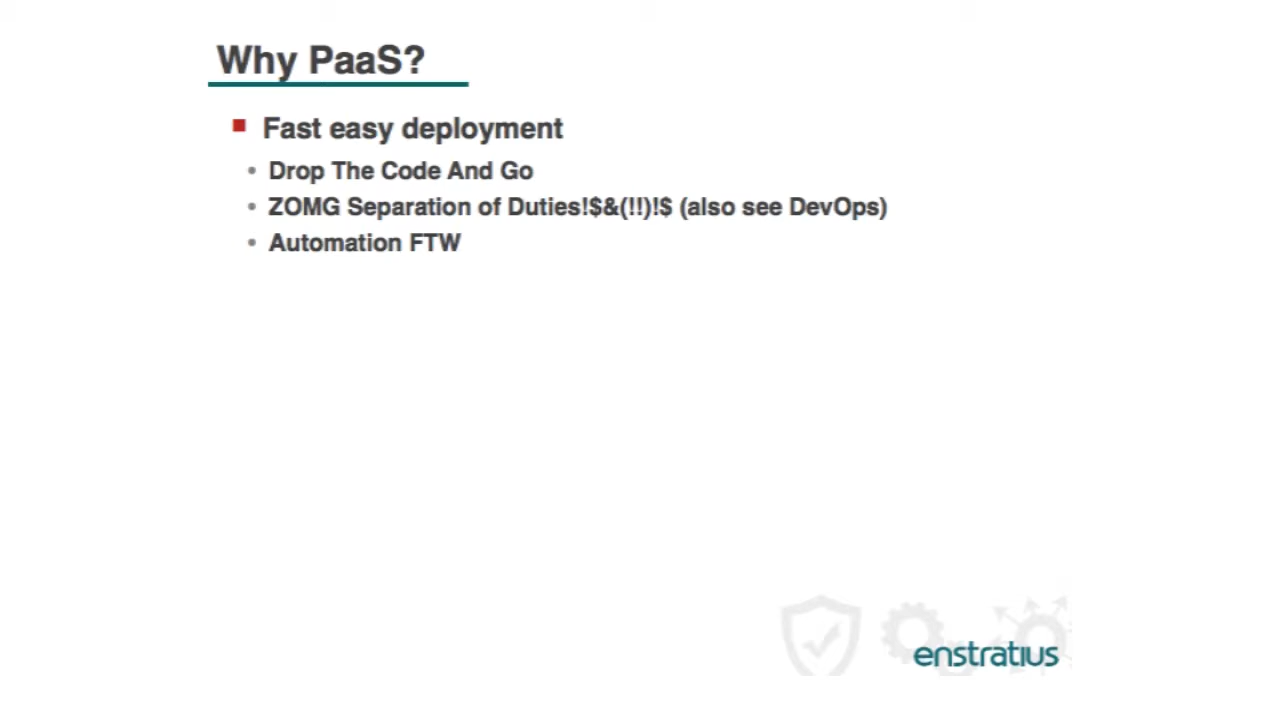 Why PaaS?
Fast easy deployment
• Drop The Code And Go
• ZOMG Separation of Duties!$&(!!)!$ (also see DevOps)
• Automation FTW
enstratius